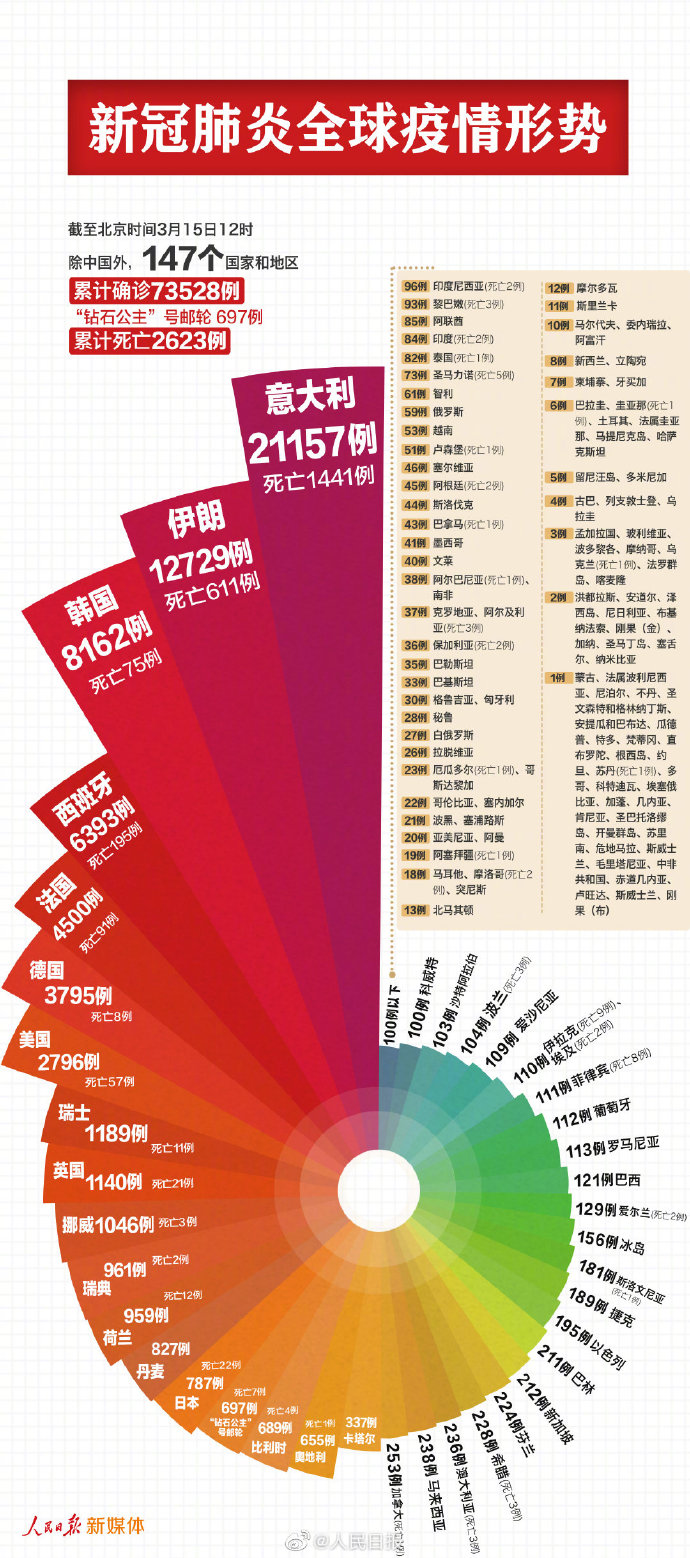 新冠肺炎全球疫情形势
截至北京时间3月15日12时
除中国外，147个国家和地区
累计确诊73528例
“钻石公主”号邮轮 697例
累计死亡2623例
意大利
21157例
死亡1441例
伊朗
12729例
死亡611例
韩国
8162例
死亡75例
西班牙
6393例
死亡195例
法国
4500例
死亡91例
德国
3795例
死亡8例
美国
2796例
死亡57例
瑞士
1189例
死亡11例
英国
1140例
死亡21例
挪威1046例
死亡3例
961例
死亡2例
瑞典
959例
死亡12例
荷兰
827例
丹麦
死亡22例
787例
日本
死亡7例
697例
“钻石公主”
号邮轮
死亡4例
689例
比利时
死亡1例
655例
奥地利
337例
卡塔尔
253例 加拿大
238例 马来西亚
236例 澳大利亚(死亡3例)
228例 希腊(死亡3例)
224例 芬兰
212例 新加坡
211例 巴林
195例 以色列
189例 捷克
181例 斯洛文尼亚
(死亡1例)
156例 冰岛
129例 爱尔兰(死亡2例)
121例 巴西
113例 罗马尼亚
112例 葡萄牙
111例 菲律宾(死亡8例)
110例 伊拉克(死亡9例)、
埃及(死亡2例)
109例 爱沙尼亚
104例 波兰(死亡3例)
103例 沙特阿拉伯
100例 科威特
100例以下
96例 印度尼西亚(死亡2例)
93例 黎巴嫩(死亡3例)
85例 阿联酋
84例 印度(死亡2例)
82例 泰国(死亡1例)
73例 圣马力诺(死亡5例)
61例 智利
59例 俄罗斯
53例 越南
51例 卢森堡(死亡1例)
46例 塞尔维亚
45例 阿根廷(死亡2例)
44例 斯洛伐克
43例 巴拿马(死亡1例)
41例 墨西哥
40例 文莱
38例 阿尔巴尼亚(死亡1例)、
南非
37例 克罗地亚、阿尔及利
亚(死亡3例)
36例 保加利亚(死亡2例)
35例 巴勒斯坦
33例 巴基斯坦
30例 格鲁吉亚、匈牙利
28例 秘鲁
27例 白俄罗斯
26例 拉脱维亚
23例 厄瓜多尔(死亡1例)、哥
斯达黎加
22例 哥伦比亚、塞内加尔
21例 波黑、塞浦路斯
20例 亚美尼亚、阿曼
19例 阿塞拜疆(死亡1例)
18例 马耳他、摩洛哥(死亡2
例)、突尼斯
13例 北马其顿
12例 摩尔多瓦
11例 斯里兰卡
10例 马尔代夫、委内瑞拉、
阿富汗
8例 新西兰、立陶宛
7例 柬埔寨、牙买加
6例 巴拉圭、圭亚那(死亡1
例)、土耳其、法属圭亚
那、马提尼克岛、哈萨
克斯坦
5例 留尼汪岛、多米尼加
4例 古巴、列支敦士登、乌
拉圭
3例 孟加拉国、玻利维亚、
波多黎各、摩纳哥、乌
克兰(死亡1例)、法罗群
岛、喀麦隆
2例 洪都拉斯、安道尔、泽
西岛、尼日利亚、布基
纳法索、刚果（金）、
加纳、圣马丁岛、塞舌
尔、纳米比亚
1例 蒙古、法属波利尼西
亚、尼泊尔、不丹、圣
文森特和格林纳丁斯、
安提瓜和巴布达、瓜德
普、特多、梵蒂冈、直
布罗陀、根西岛、约
旦、苏丹(死亡1例)、多
哥、科特迪瓦、埃塞俄
比亚、加蓬、几内亚、
肯尼亚、圣巴托洛缪
岛、开曼群岛、苏里
南、危地马拉、斯威士
兰、毛里塔尼亚、中非
共和国、赤道几内亚、
卢旺达、斯威士兰、刚
果（布）
人民日报 新媒体
@人民日报